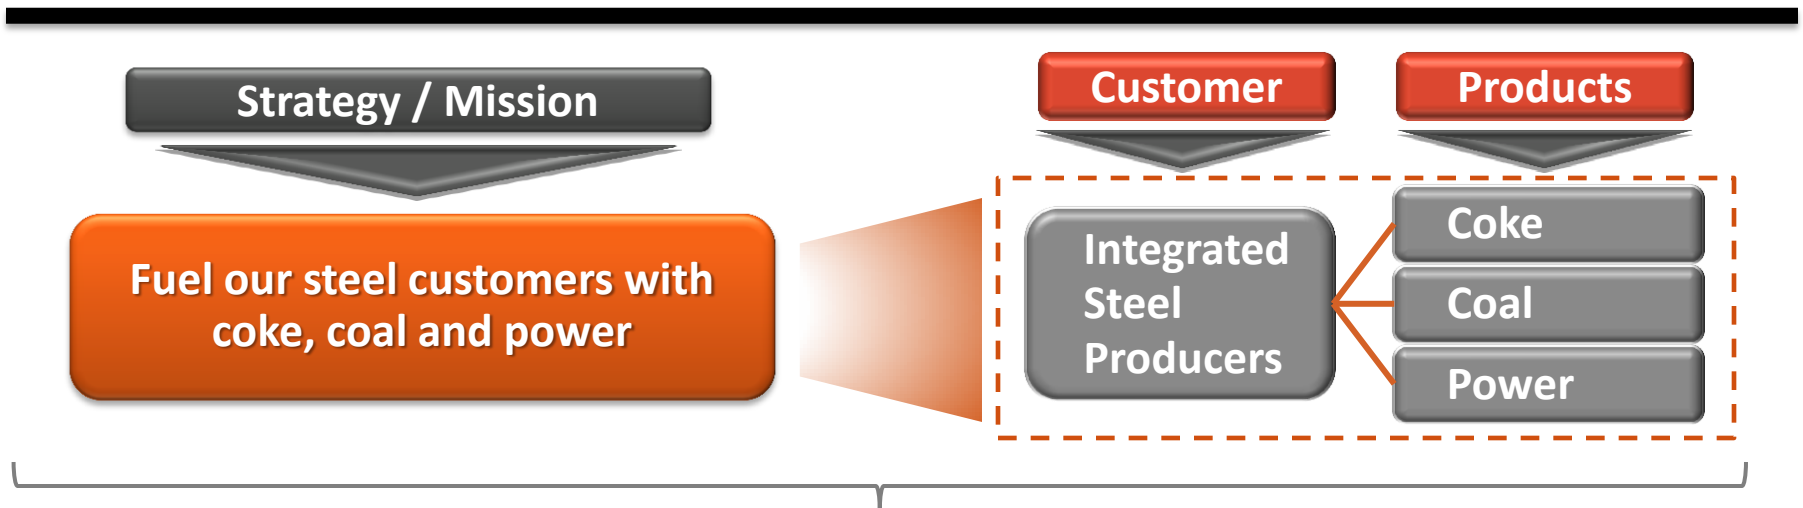 Strategy / Mission
Customer
Products
Fuel our steel customers with
coke, coal and power
Integrated
Steel
Producers
Coke
Coal
Power